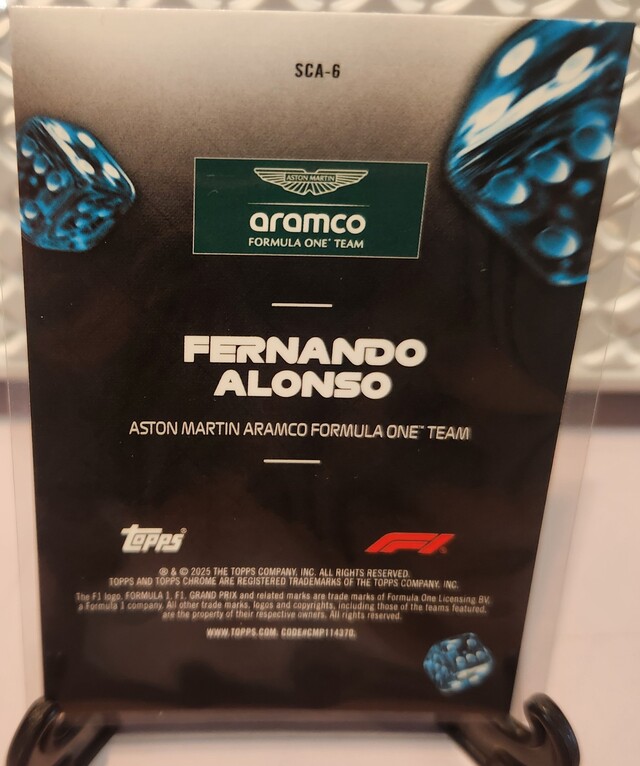 SCA-6
ASTON MARTIN
aramco
FORMULA ONE™ TEAM
FERNANDO
ALONSO
ASTON MARTIN ARAMCO FORMULA ONE™ TEAM
Topps®
F1
® & © 2025 THE TOPPS COMPANY, INC. ALL RIGHTS RESERVED.
TOPPS AND TOPPS CHROME ARE REGISTERED TRADEMARKS OF THE TOPPS COMPANY, INC.
The F1 logo, FORMULA 1, F1, GRAND PRIX and related marks are trade marks of Formula One Licensing BV,
a Formula 1 company. All other trade marks, logos and copyrights, including those of the teams featured,
are the property of their respective owners. All rights reserved.
WWW.TOPPS.COM CODE#CMP114370